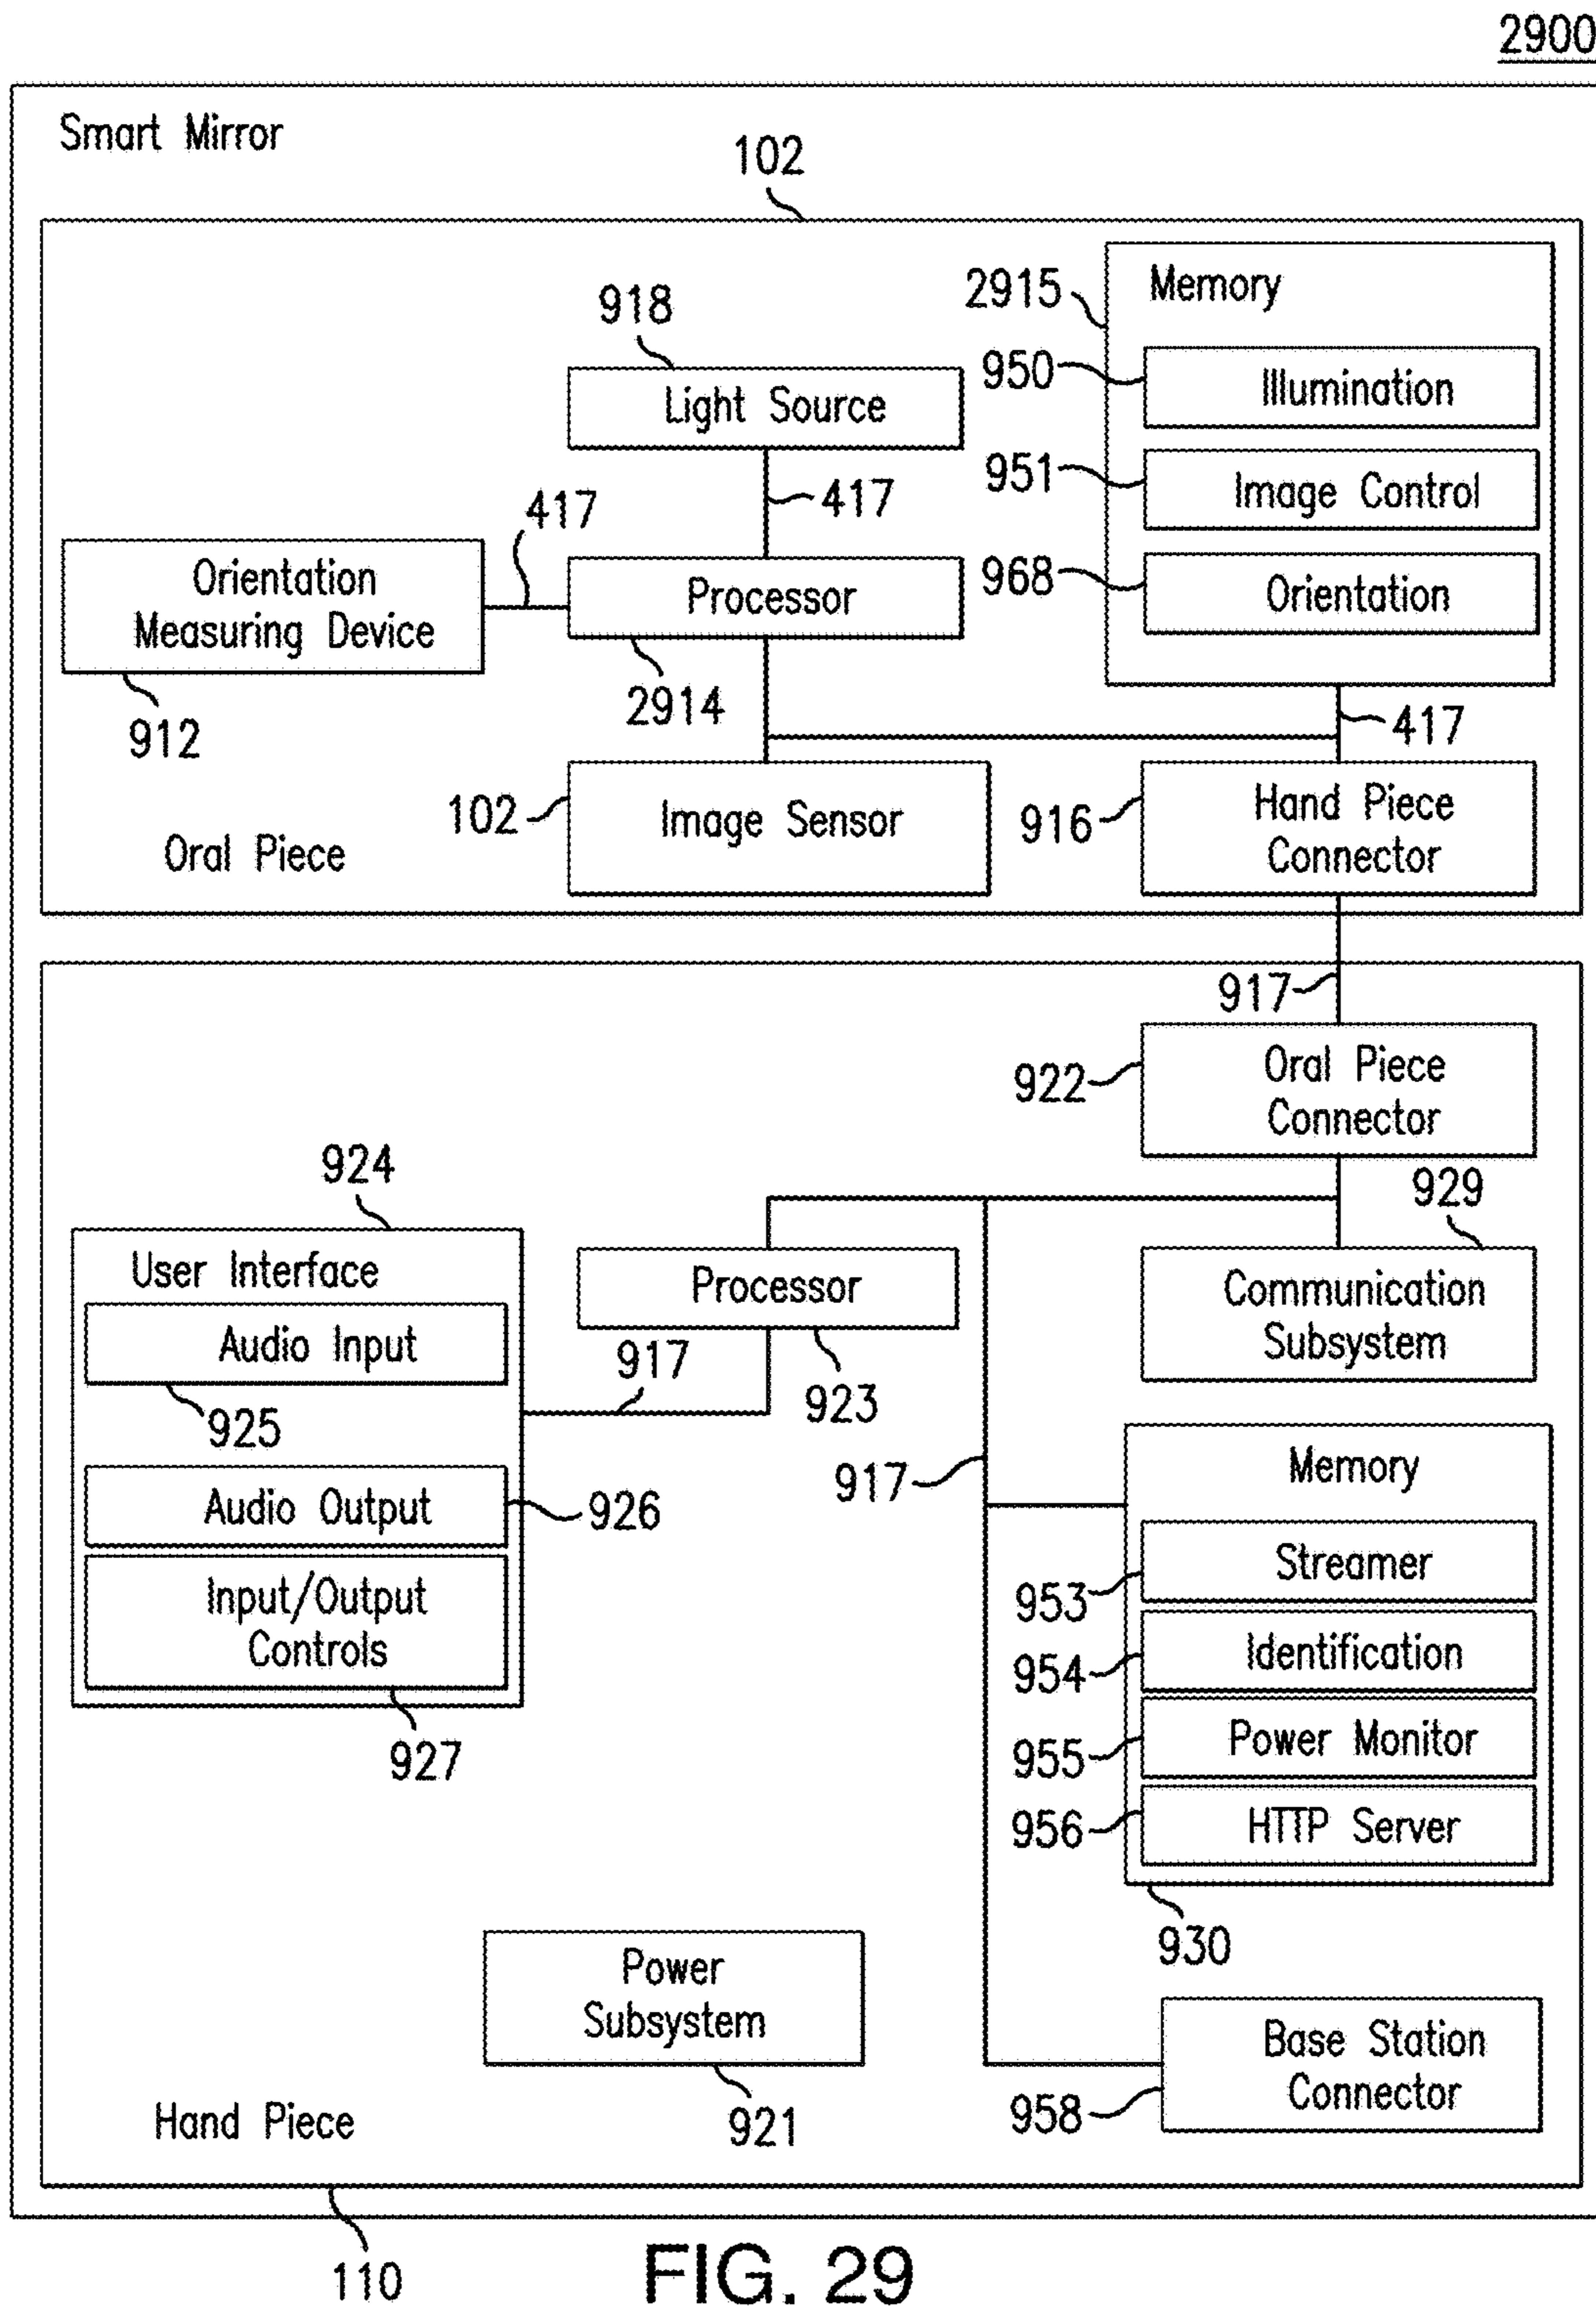 2900
Smart Mirror
102
2915
Memory
918
950
Illumination
Light Source
951
Image Control
417
417
968
Orientation
Orientation
Measuring Device
Processor
2914
912
417
102
Image Sensor
916
Hand Piece
Connector
Oral Piece
917
922
Oral Piece
Connector
924
929
User Interface
Processor
Communication
Subsystem
Audio Input
917
923
925
Memory
917
Audio Output
926
Streamer
953
Input/Output
Controls
Identification
954
927
Power Monitor
955
HTTP Server
956
930
Power
Subsystem
921
Base Station
Connector
958
Hand Piece
110
FIG. 29